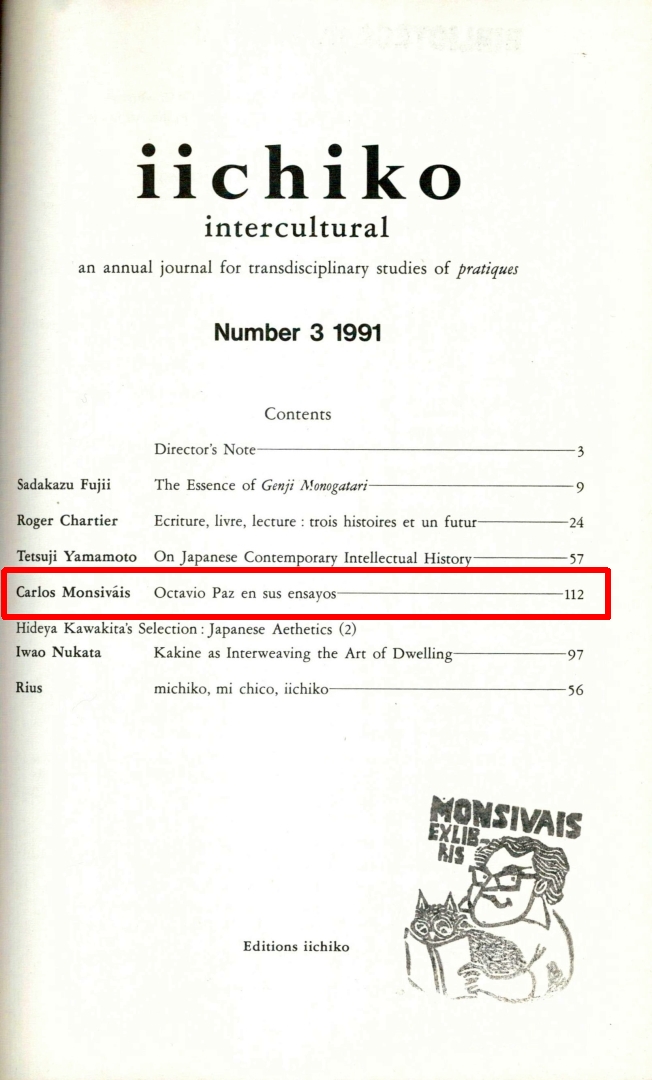 iichiko
intercultural
an annual journal for transdisciplinary studies of pratiques
Number 3 1991
Contents
Director's Note 3
Sadakazu Fujii The Essence of Genji Monogatari 9
Roger Chartier Ecriture, livre, lecture : trois histoires et un futur 24
Tetsuji Yamamoto On Japanese Contemporary Intellectual History 57
Carlos Monsiváis Octavio Paz en sus ensayos 112
Hideya Kawakita's Selection : Japanese Aethetics (2)
Iwao Nukata Kakine as Interweaving the Art of Dwelling 97
Rius michiko, mi chico, iichiko 56
MONSIVAIS
EXLIB-
RIS
Editions iichiko